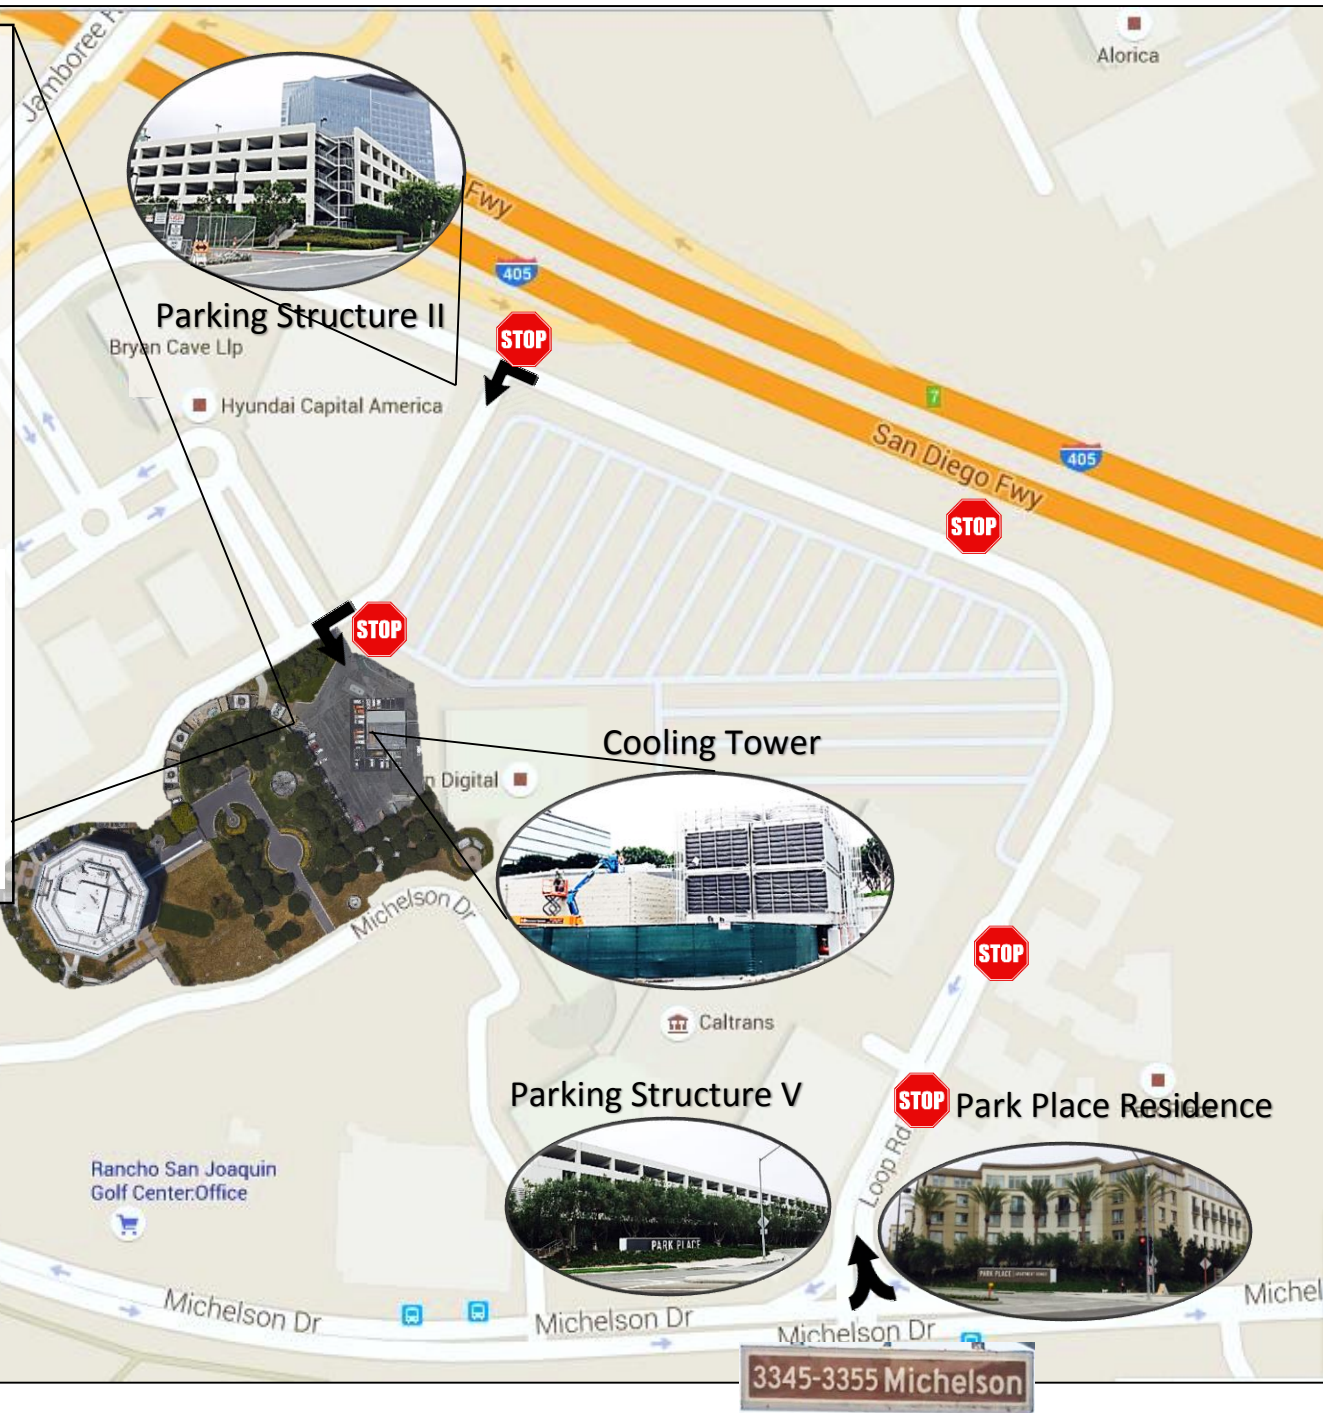 Alorica
Jamboree
Fwy
405
Parking Structure II
STOP
Bryan Cave Llp
Hyundai Capital America
7
San Diego Fwy
405
STOP
STOP
Cooling Tower
Digital
Michelson Dr
STOP
Caltrans
Parking Structure V
STOP
Park Place Residence
Loop Rd
Rancho San Joaquin
Golf Center:Office
PARK PLACE
PARK PLACE
Michelson Dr
Michelson Dr
Michelson Dr
Michel
3345-3355 Michelson